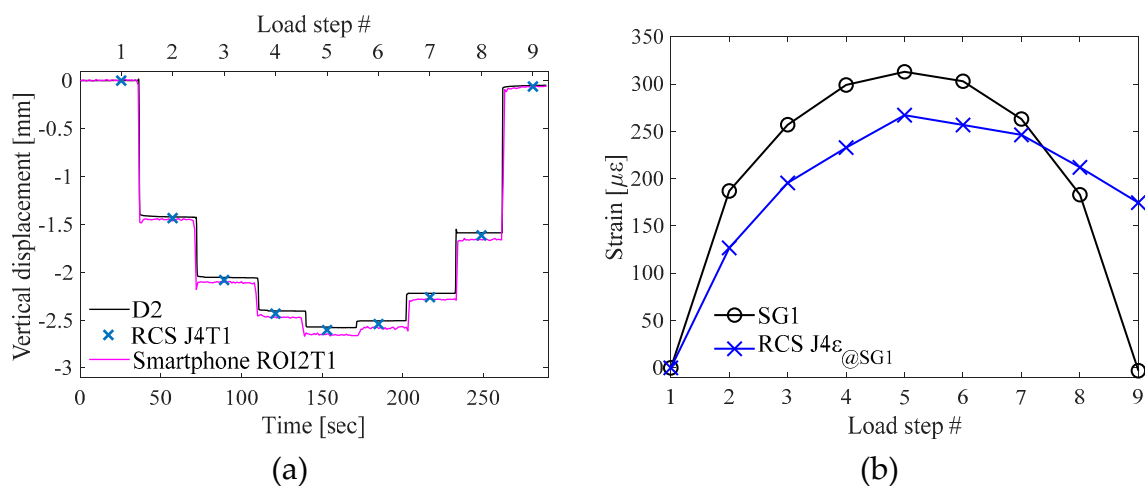 Load step #
1 2 3 4 5 6 7 8 9
0
-0.5
-1
-1.5
-2
-2.5
-3
Vertical displacement [mm]
D2
RCS J4T1
Smartphone ROI2T1
0 50 100 150 200 250
Time [sec]
(a)
350
300
250
200
150
100
50
0
Strain [με]
SG1
RCS J4ε@SG1
1 2 3 4 5 6 7 8 9
Load step #
(b)